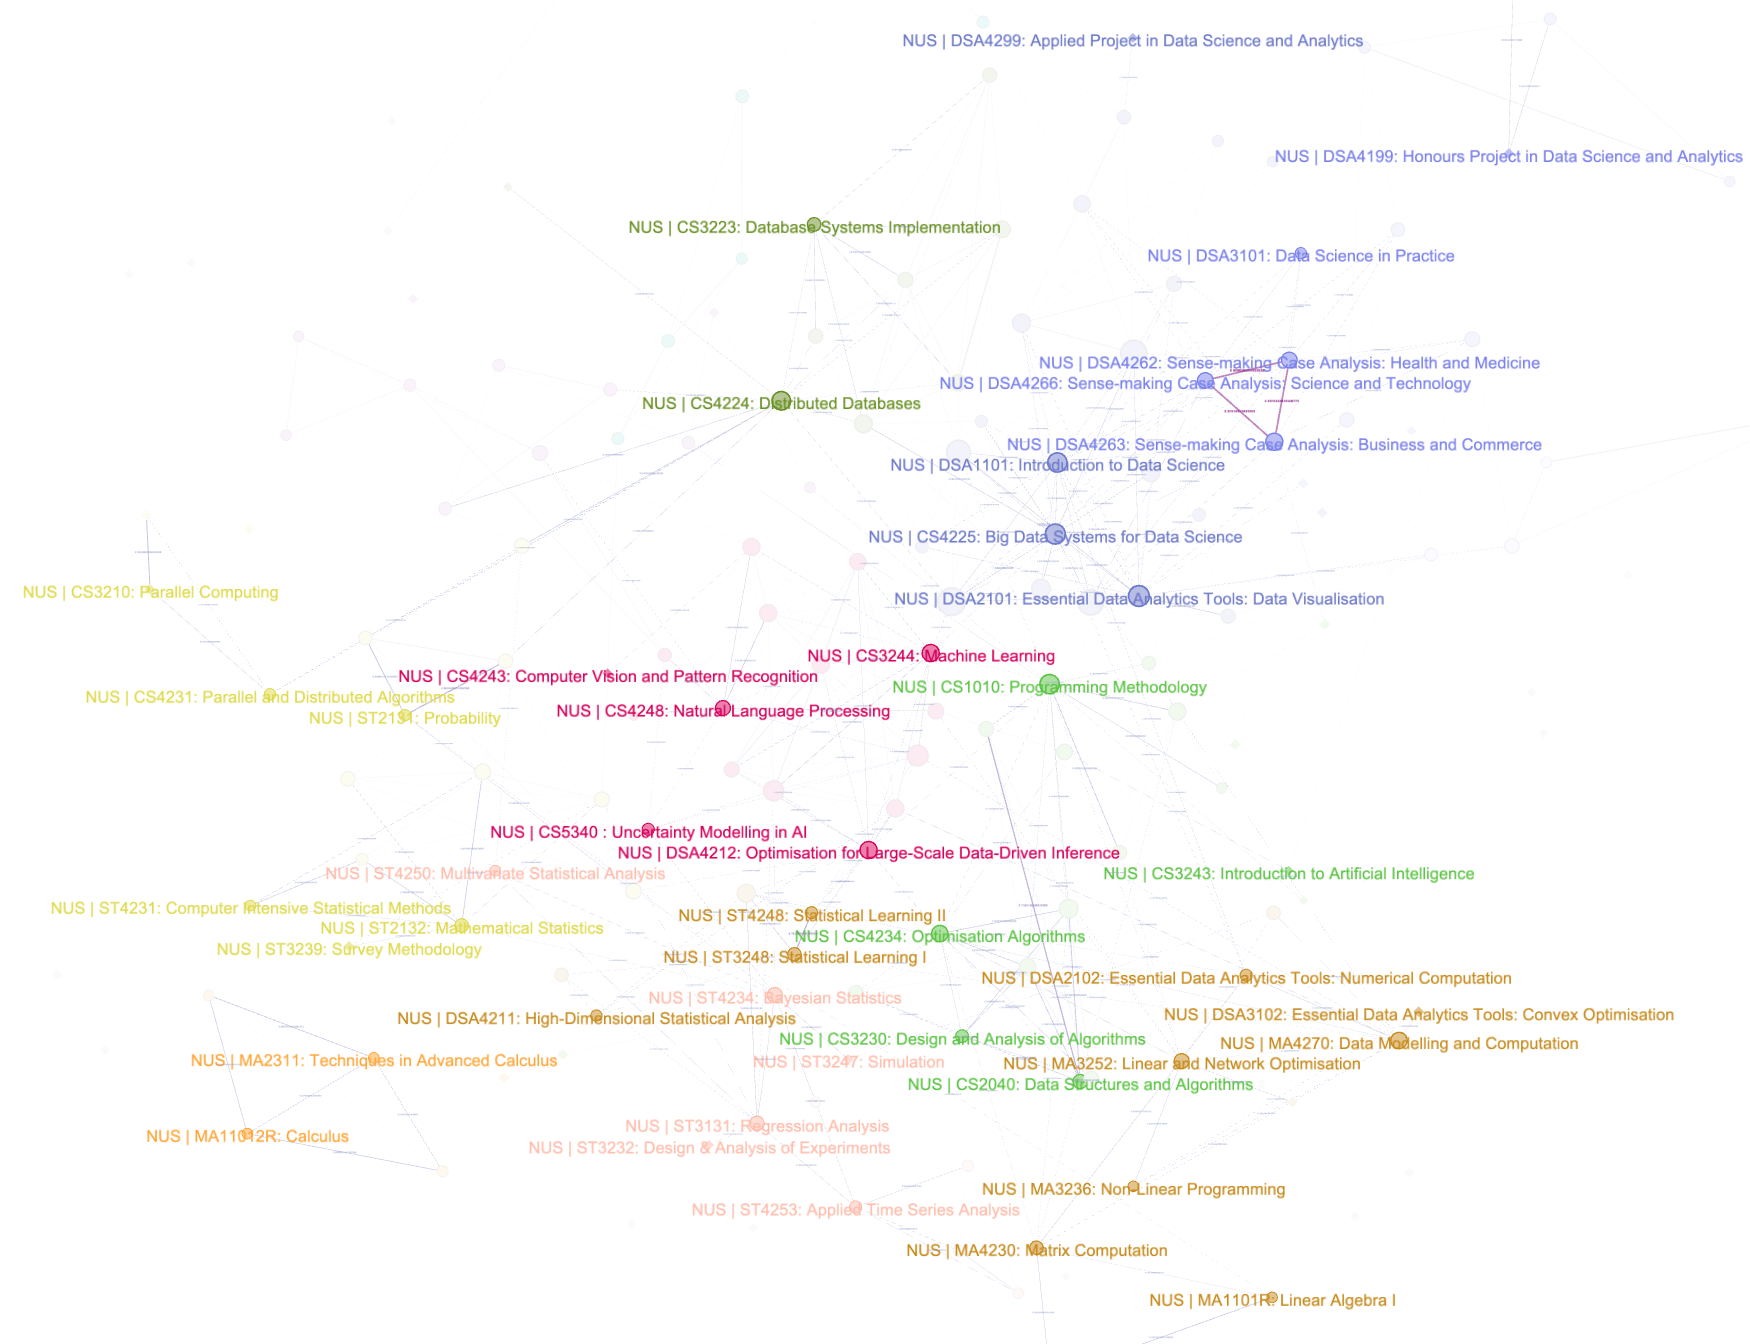 NUS | DSA4299: Applied Project in Data Science and Analytics
NUS | DSA4199: Honours Project in Data Science and Analytics
NUS | CS3223: Database Systems Implementation
NUS | DSA3101: Data Science in Practice
NUS | DSA4262: Sense-making Case Analysis: Health and Medicine
NUS | DSA4266: Sense-making Case Analysis: Science and Technology
NUS | CS4224: Distributed Databases
NUS | DSA4263: Sense-making Case Analysis: Business and Commerce
NUS | DSA1101: Introduction to Data Science
NUS | CS4225: Big Data Systems for Data Science
NUS | CS3210: Parallel Computing
NUS | DSA2101: Essential Data Analytics Tools: Data Visualisation
NUS | CS3244: Machine Learning
NUS | CS4243: Computer Vision and Pattern Recognition
NUS | CS1010: Programming Methodology
NUS | CS4231: Parallel and Distributed Algorithms
NUS | CS4248: Natural Language Processing
NUS | ST2131: Probability
NUS | CS5340 : Uncertainty Modelling in AI
NUS | DSA4212: Optimisation for Large-Scale Data-Driven Inference
NUS | ST4250: Multivariate Statistical Analysis
NUS | CS3243: Introduction to Artificial Intelligence
NUS | ST4231: Computer Intensive Statistical Methods
NUS | ST4248: Statistical Learning II
NUS | ST2132: Mathematical Statistics
NUS | CS4234: Optimisation Algorithms
NUS | ST3239: Survey Methodology
NUS | ST3248: Statistical Learning I
NUS | DSA2102: Essential Data Analytics Tools: Numerical Computation
NUS | ST4234: Bayesian Statistics
NUS | DSA3102: Essential Data Analytics Tools: Convex Optimisation
NUS | DSA4211: High-Dimensional Statistical Analysis
NUS | CS3230: Design and Analysis of Algorithms
NUS | MA4270: Data Modelling and Computation
NUS | MA2311: Techniques in Advanced Calculus
NUS | ST3247: Simulation
NUS | MA3252: Linear and Network Optimisation
NUS | CS2040: Data Structures and Algorithms
NUS | ST3131: Regression Analysis
NUS | MA11012R: Calculus
NUS | ST3232: Design & Analysis of Experiments
NUS | MA3236: Non-Linear Programming
NUS | ST4253: Applied Time Series Analysis
NUS | MA4230: Matrix Computation
NUS | MA1101R: Linear Algebra I